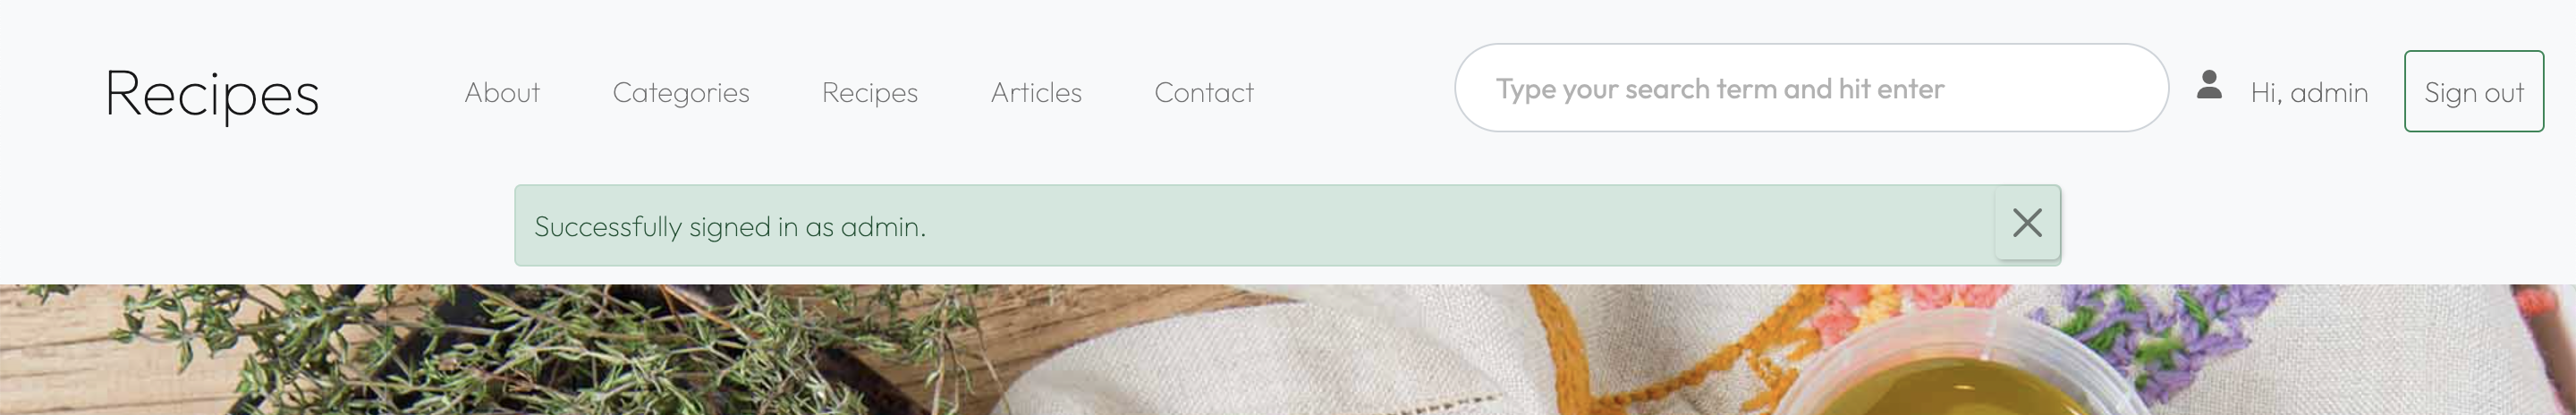 Recipes
About
Categories
Recipes
Articles
Contact
Type your search term and hit enter
Hi, admin
Sign out
Successfully signed in as admin.